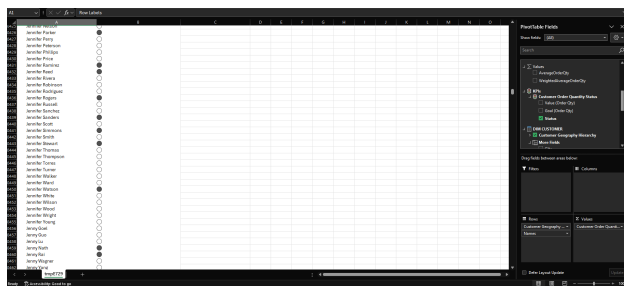 A1
Row Labels
A B C D E F G H I J K L M N O
Jennifer Nelson
Jennifer Parker
Jennifer Perry
Jennifer Peterson
Jennifer Phillips
Jennifer Price
Jennifer Ramirez
Jennifer Reed
Jennifer Rivera
Jennifer Robinson
Jennifer Rodriguez
Jennifer Rogers
Jennifer Russell
Jennifer Sanchez
Jennifer Sanders
Jennifer Scott
Jennifer Simmons
Jennifer Smith
Jennifer Stewart
Jennifer Thomas
Jennifer Thompson
Jennifer Torres
Jennifer Turner
Jennifer Walker
Jennifer Ward
Jennifer Watson
Jennifer White
Jennifer Wilson
Jennifer Wood
Jennifer Wright
Jennifer Young
Jenny Goel
Jenny Guo
Jenny Lu
Jenny Nath
Jenny Rai
Jenny Wagner
Jenny Yang
tmpE729
Ready
Accessibility: Good to go
PivotTable Fields
Show fields: (All)
Search
Values
AverageOrderQty
WeightedAverageOrderQty
KPIs
Customer Order Quantity Status
Value (Order Qty)
Goal (Order Qty)
Status
DIM CUSTOMER
Customer Geography Hierarchy
More Fields
Drag fields between areas below:
Filters
Columns
Rows
Values
Customer Geography ...
Names
Customer Order Quanti...
Defer Layout Update
Update